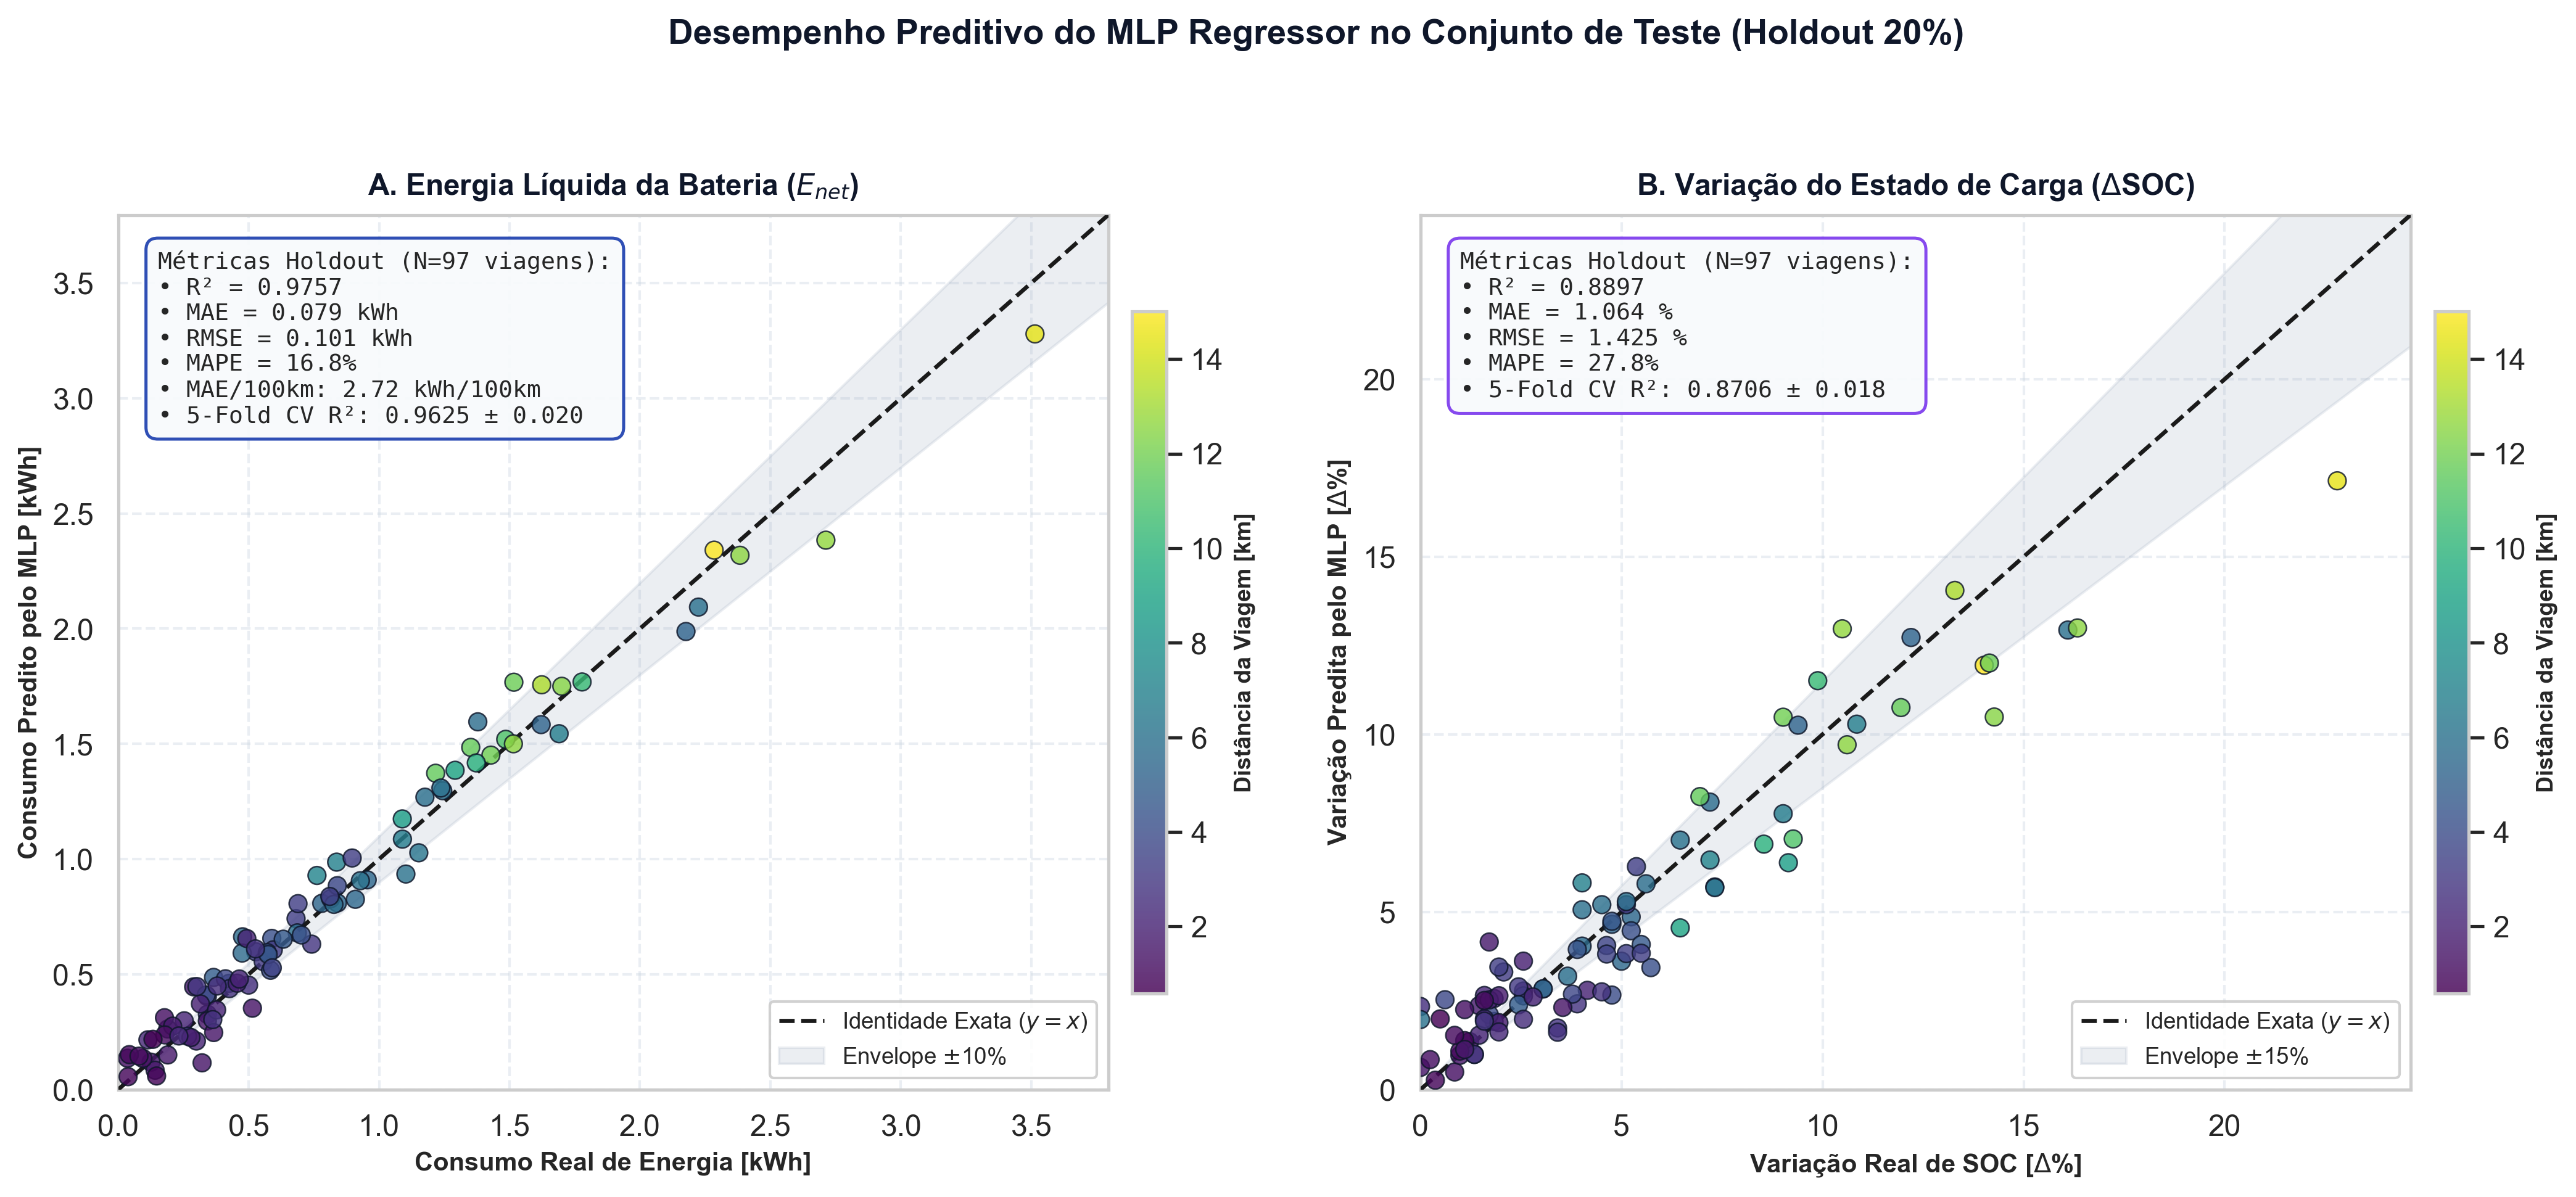 Desempenho Preditivo do MLP Regressor no Conjunto de Teste (Holdout 20%)
A. Energia Líquida da Bateria (E_net)
Métricas Holdout (N=97 viagens):
• R² = 0.9757
• MAE = 0.079 kWh
• RMSE = 0.101 kWh
• MAPE = 16.8%
• MAE/100km: 2.72 kWh/100km
• 5-Fold CV R²: 0.9625 ± 0.020
Consumo Predito pelo MLP [kWh]
3.5
3.0
2.5
2.0
1.5
1.0
0.5
0.0
0.0 0.5 1.0 1.5 2.0 2.5 3.0 3.5
Consumo Real de Energia [kWh]
Identidade Exata (y = x)
Envelope ±10%
14
12
10
8
6
4
2
Distância da Viagem [km]
B. Variação do Estado de Carga (ΔSOC)
Métricas Holdout (N=97 viagens):
• R² = 0.8897
• MAE = 1.064 %
• RMSE = 1.425 %
• MAPE = 27.8%
• 5-Fold CV R²: 0.8706 ± 0.018
Variação Predita pelo MLP [Δ%]
20
15
10
5
0
0 5 10 15 20
Variação Real de SOC [Δ%]
Identidade Exata (y = x)
Envelope ±15%
14
12
10
8
6
4
2
Distância da Viagem [km]